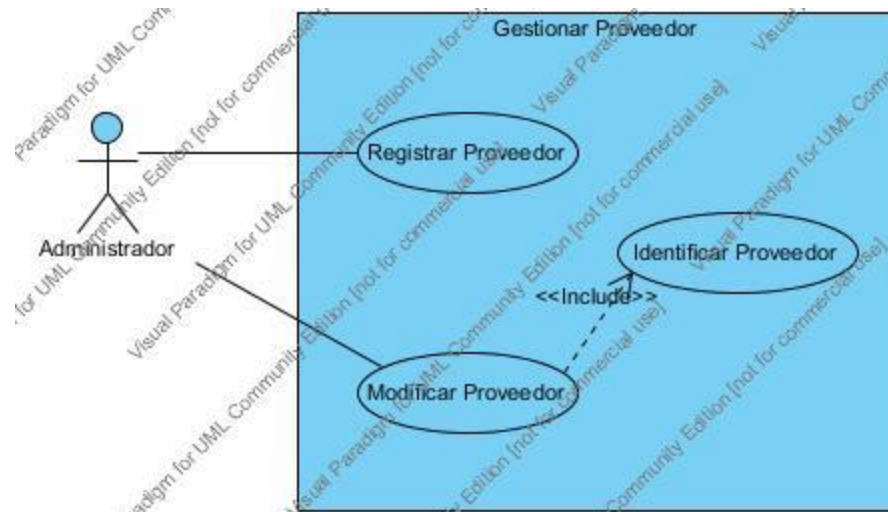 Gestionar Proveedor
Registrar Proveedor
Administrador
Identificar Proveedor
<<Include>>
Modificar Proveedor
Visual Paradigm for UML Community Edition [not for commercial use]